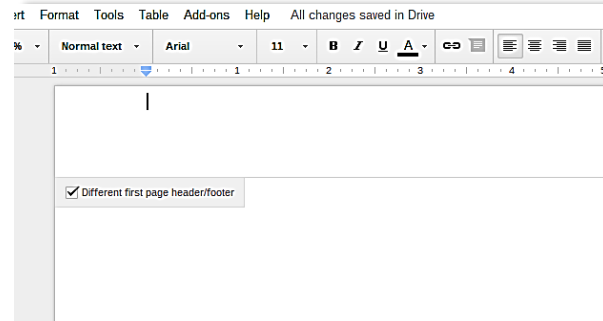 ert Format Tools Table Add-ons Help All changes saved in Drive
% Normal text Arial 11 B I U A
1 1 2 3 4 5
Different first page header/footer